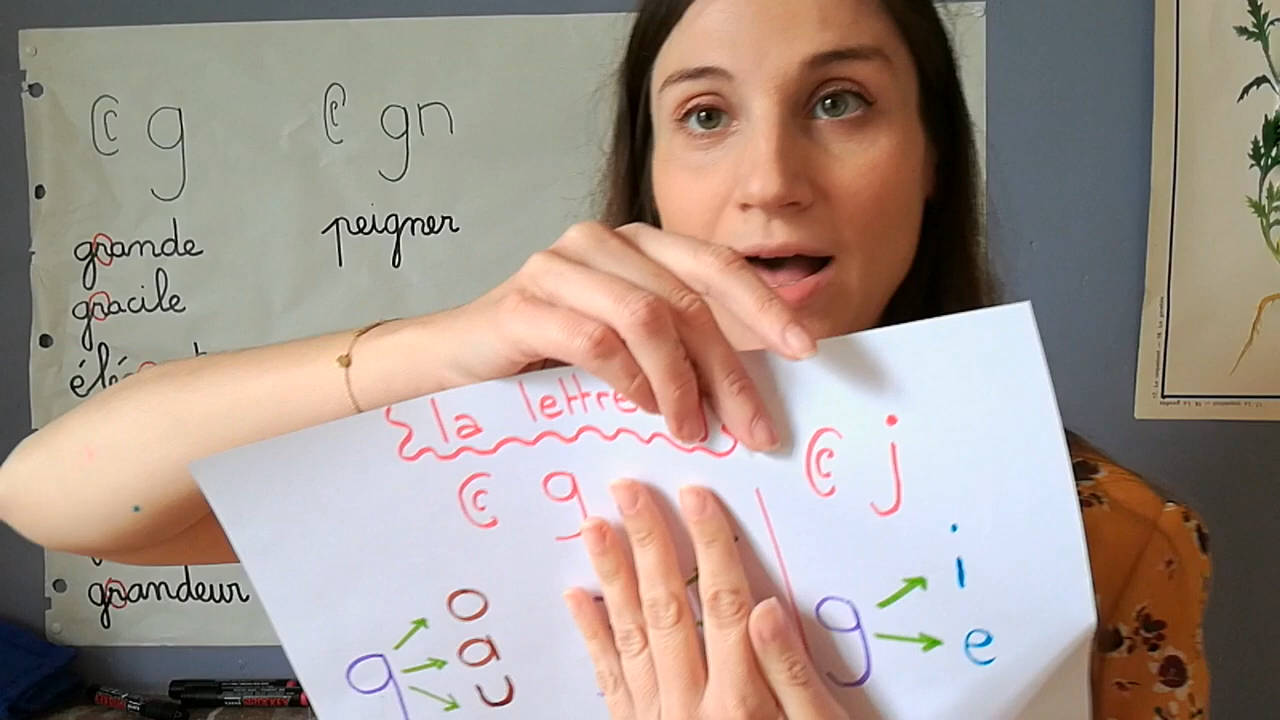 g
gn
grande
peigner
gracile
grandeur
la lettre
g
j
g
o
a
u
g
i
e